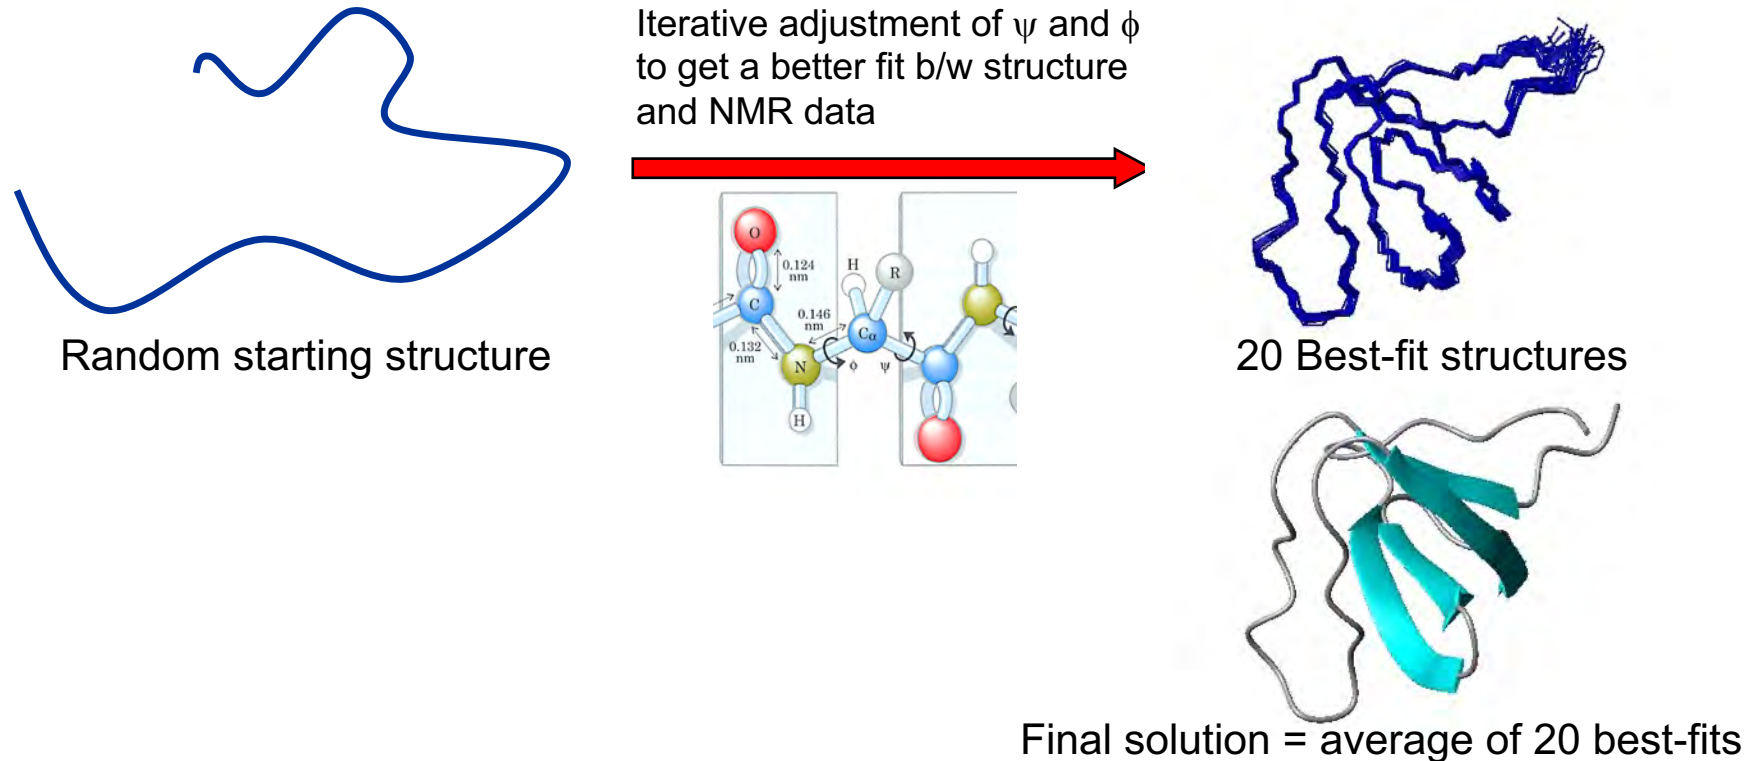 Iterative adjustment of ψ and ϕ
to get a better fit b/w structure
and NMR data
Random starting structure
O
0.124
nm
H
R
C
0.146
nm
Cα
0.132
nm
N
ϕ
ψ
H
20 Best-fit structures
Final solution = average of 20 best-fits